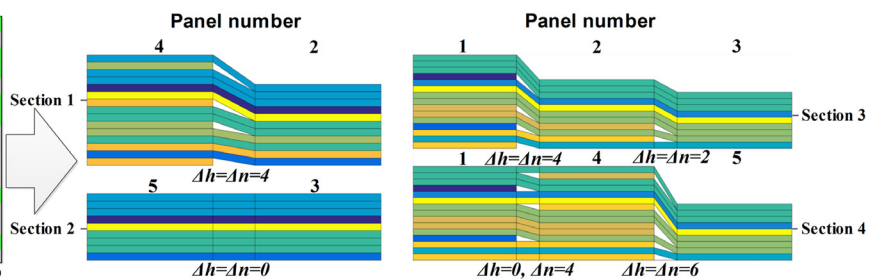 Panel number
4 2
Section 1
Δh=Δn=4
5 3
Section 2
Δh=Δn=0
Panel number
1 2 3
Section 3
Δh=Δn=4 Δh=Δn=2
1 4 5
Section 4
Δh=0, Δn=4 Δh=Δn=6